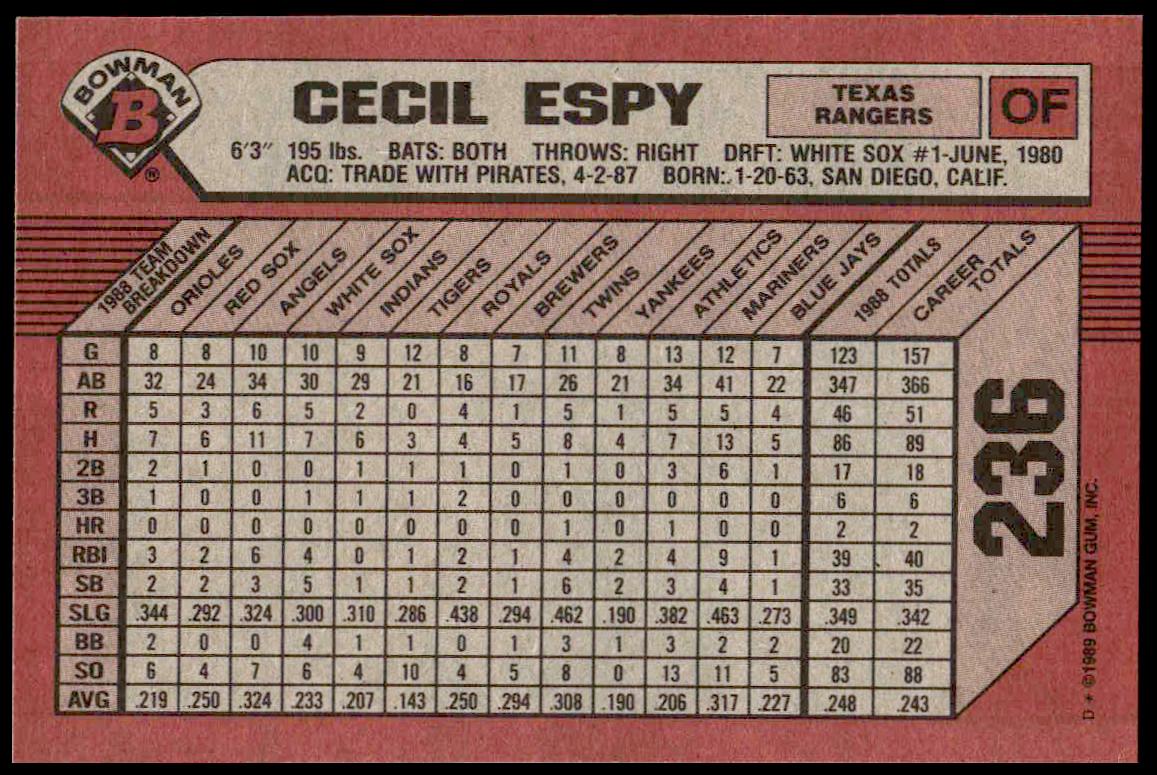 BOWMAN
B
®
CECIL ESPY
TEXAS
RANGERS
OF
6'3" 195 lbs. BATS: BOTH THROWS: RIGHT DRFT: WHITE SOX #1-JUNE, 1980
ACQ: TRADE WITH PIRATES, 4-2-87 BORN: 1-20-63, SAN DIEGO, CALIF.
1988 TEAM BREAKDOWN ORIOLES RED SOX ANGELS WHITE SOX INDIANS TIGERS ROYALS BREWERS TWINS YANKEES ATHLETICS MARINERS BLUE JAYS 1988 TOTALS CAREER TOTALS
G 8 8 10 10 9 12 8 7 11 8 13 12 7 123 157
AB 32 24 34 30 29 21 16 17 26 21 34 41 22 347 366
R 5 3 6 5 2 0 4 1 5 1 5 5 4 46 51
H 7 6 11 7 6 3 4 5 8 4 7 13 5 86 89
2B 2 1 0 0 1 1 1 0 1 0 3 6 1 17 18
3B 1 0 0 1 1 1 2 0 0 0 0 0 0 6 6
HR 0 0 0 0 0 0 0 0 1 0 1 0 0 2 2
RBI 3 2 6 4 0 1 2 1 4 2 4 9 1 39 40
SB 2 2 3 5 1 1 2 1 6 2 3 4 1 33 35
SLG .344 .292 .324 .300 .310 .286 .438 .294 .462 .190 .382 .463 .273 .349 .342
BB 2 0 0 4 1 1 0 1 3 1 3 2 2 20 22
SO 6 4 7 6 4 10 4 5 8 0 13 11 5 83 88
AVG .219 .250 .324 .233 .207 .143 .250 .294 .308 .190 .206 .317 .227 .248 .243
236
D + ©1989 BOWMAN GUM, INC.